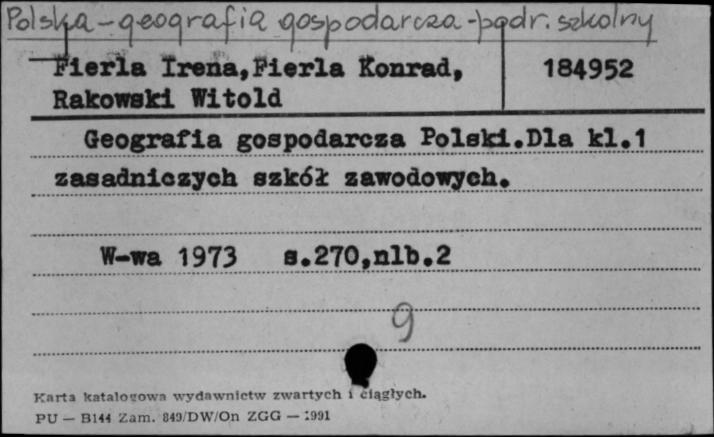 Polska – geografia gospodarcza - podr. szkolny
Fierla Irena,Fierla Konrad, 184952
Rakowski Witold
Geografia gospodarcza Polski.Dla kl.1
zasadniczych szkół zawodowych.
W-wa 1973 s.270,nlb.2
9
Karta katalogowa wydawnictw zwartych i ciągłych.
PU — B144 Zam. 849/DW/On ZGG — 1991